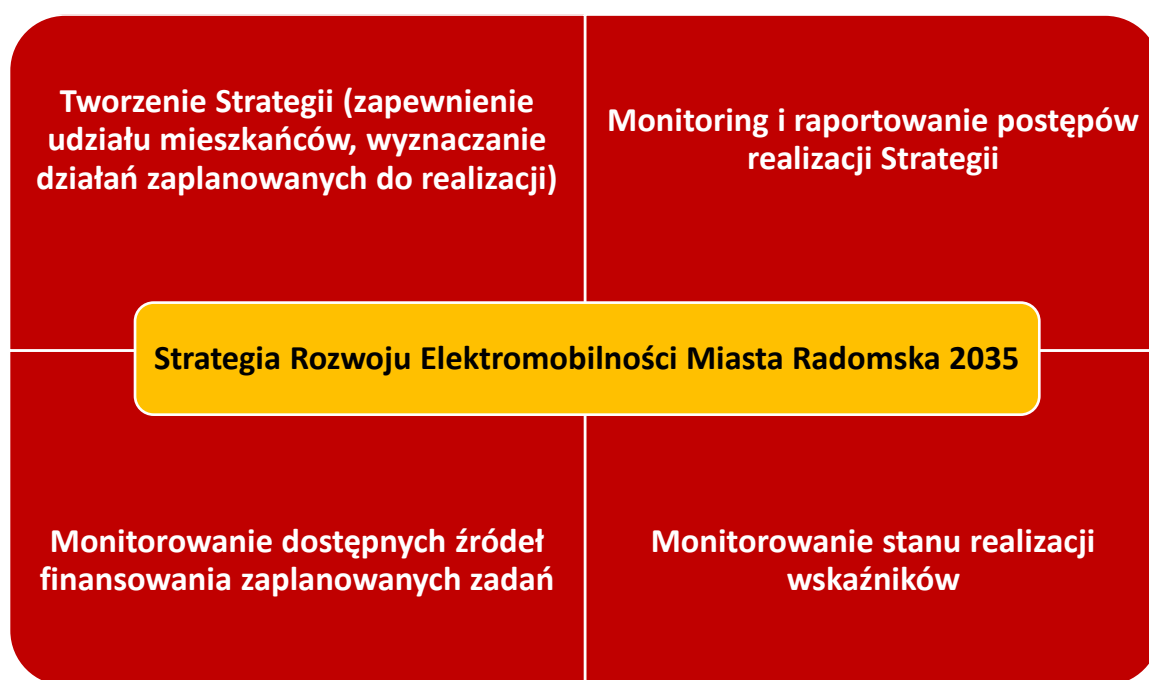 Tworzenie Strategii (zapewnienie
udziału mieszkańców, wyznaczanie
działań zaplanowanych do realizacji)
Monitoring i raportowanie postępów
realizacji Strategii
Strategia Rozwoju Elektromobilności Miasta Radomska 2035
Monitorowanie dostępnych źródeł
finansowania zaplanowanych zadań
Monitorowanie stanu realizacji
wskaźników